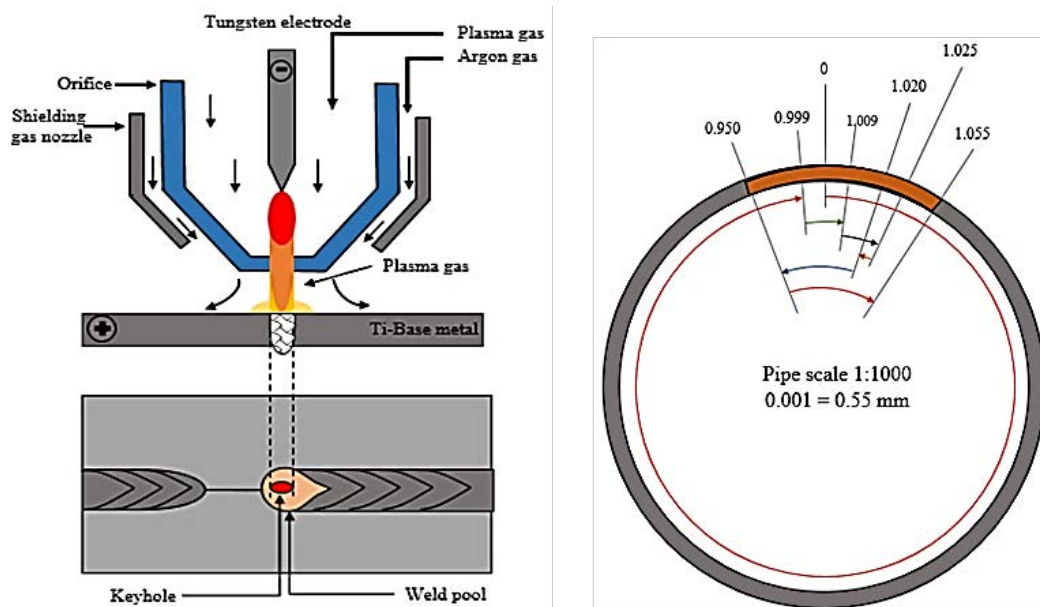 Tungsten electrode
Plasma gas
Argon gas
Orifice
Shielding
gas nozzle
−
Plasma gas
+
Ti-Base metal
Keyhole
Weld pool
0
1.025
1.020
0.999
1.009
0.950
1.055
Pipe scale 1:1000
0.001 = 0.55 mm